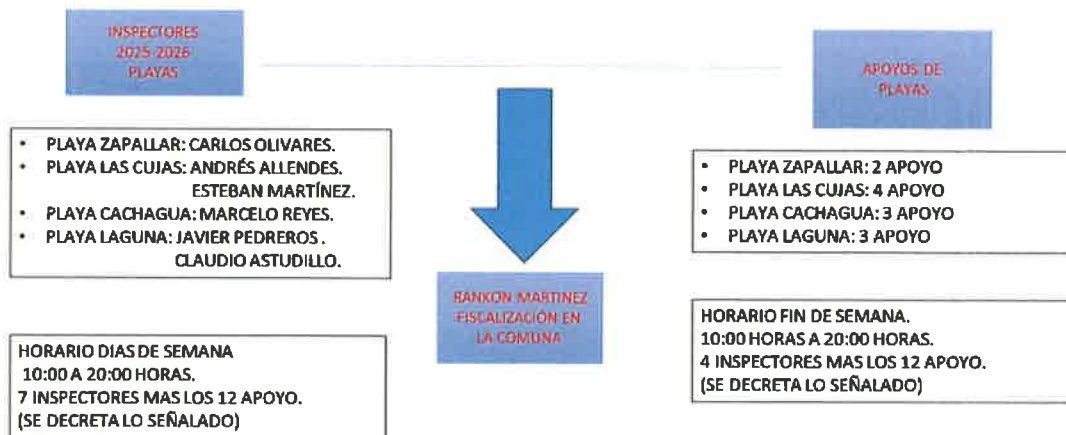 INSPECTORES
2025-2026
PLAYAS
• PLAYA ZAPALLAR: CARLOS OLIVARES.
• PLAYA LAS CUJAS: ANDRÉS ALLENDES.
ESTEBAN MARTÍNEZ.
• PLAYA CACHAGUA: MARCELO REYES.
• PLAYA LAGUNA: JAVIER PEDREROS .
CLAUDIO ASTUDILLO.
HORARIO DIAS DE SEMANA
10:00 A 20:00 HORAS.
7 INSPECTORES MAS LOS 12 APOYO.
(SE DECRETA LO SEÑALADO)
RANKON MARTINEZ
FISCALIZACIÓN EN
LA COMUNA
APOYOS DE
PLAYAS
• PLAYA ZAPALLAR: 2 APOYO
• PLAYA LAS CUJAS: 4 APOYO
• PLAYA CACHAGUA: 3 APOYO
• PLAYA LAGUNA: 3 APOYO
HORARIO FIN DE SEMANA.
10:00 HORAS A 20:00 HORAS.
4 INSPECTORES MAS LOS 12 APOYO.
(SE DECRETA LO SEÑALADO)